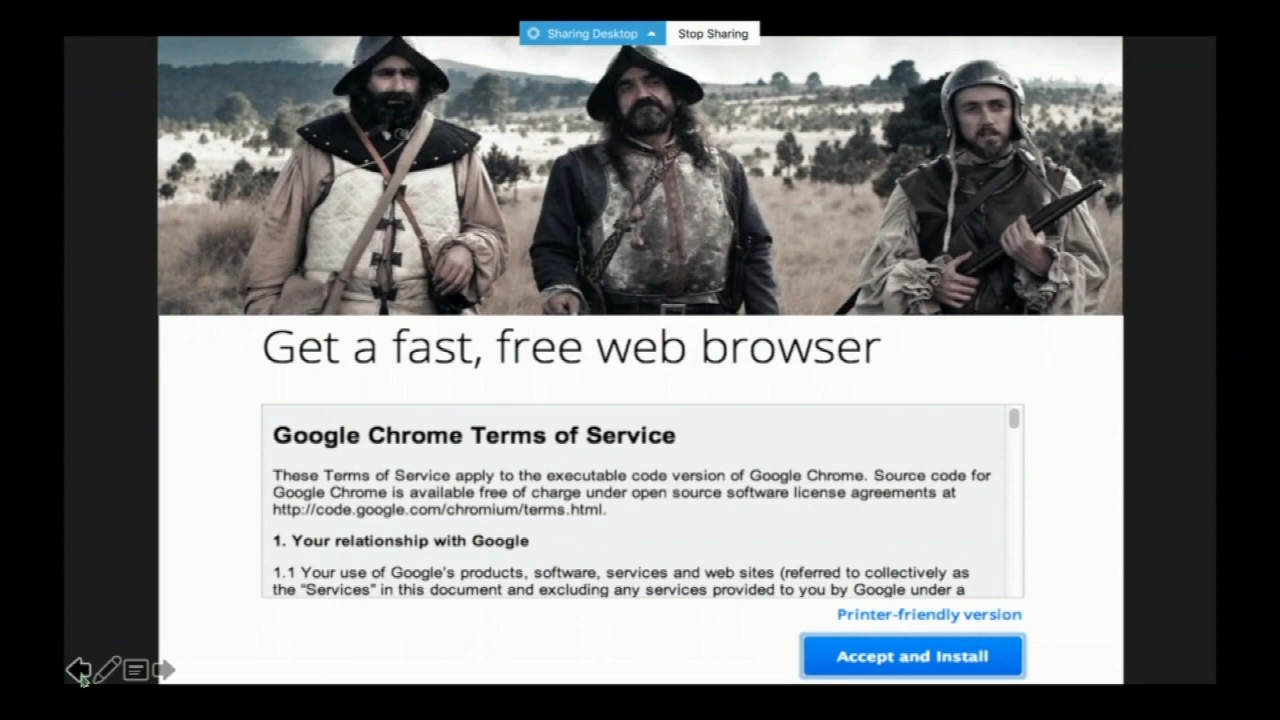 Sharing Desktop Stop Sharing
Get a fast, free web browser
Google Chrome Terms of Service
These Terms of Service apply to the executable code version of Google Chrome. Source code for
Google Chrome is available free of charge under open source software license agreements at
http://code.google.com/chromium/terms.html.
1. Your relationship with Google
1.1 Your use of Google's products, software, services and web sites (referred to collectively as
the "Services" in this document and excluding any services provided to you by Google under a
Printer-friendly version
Accept and Install